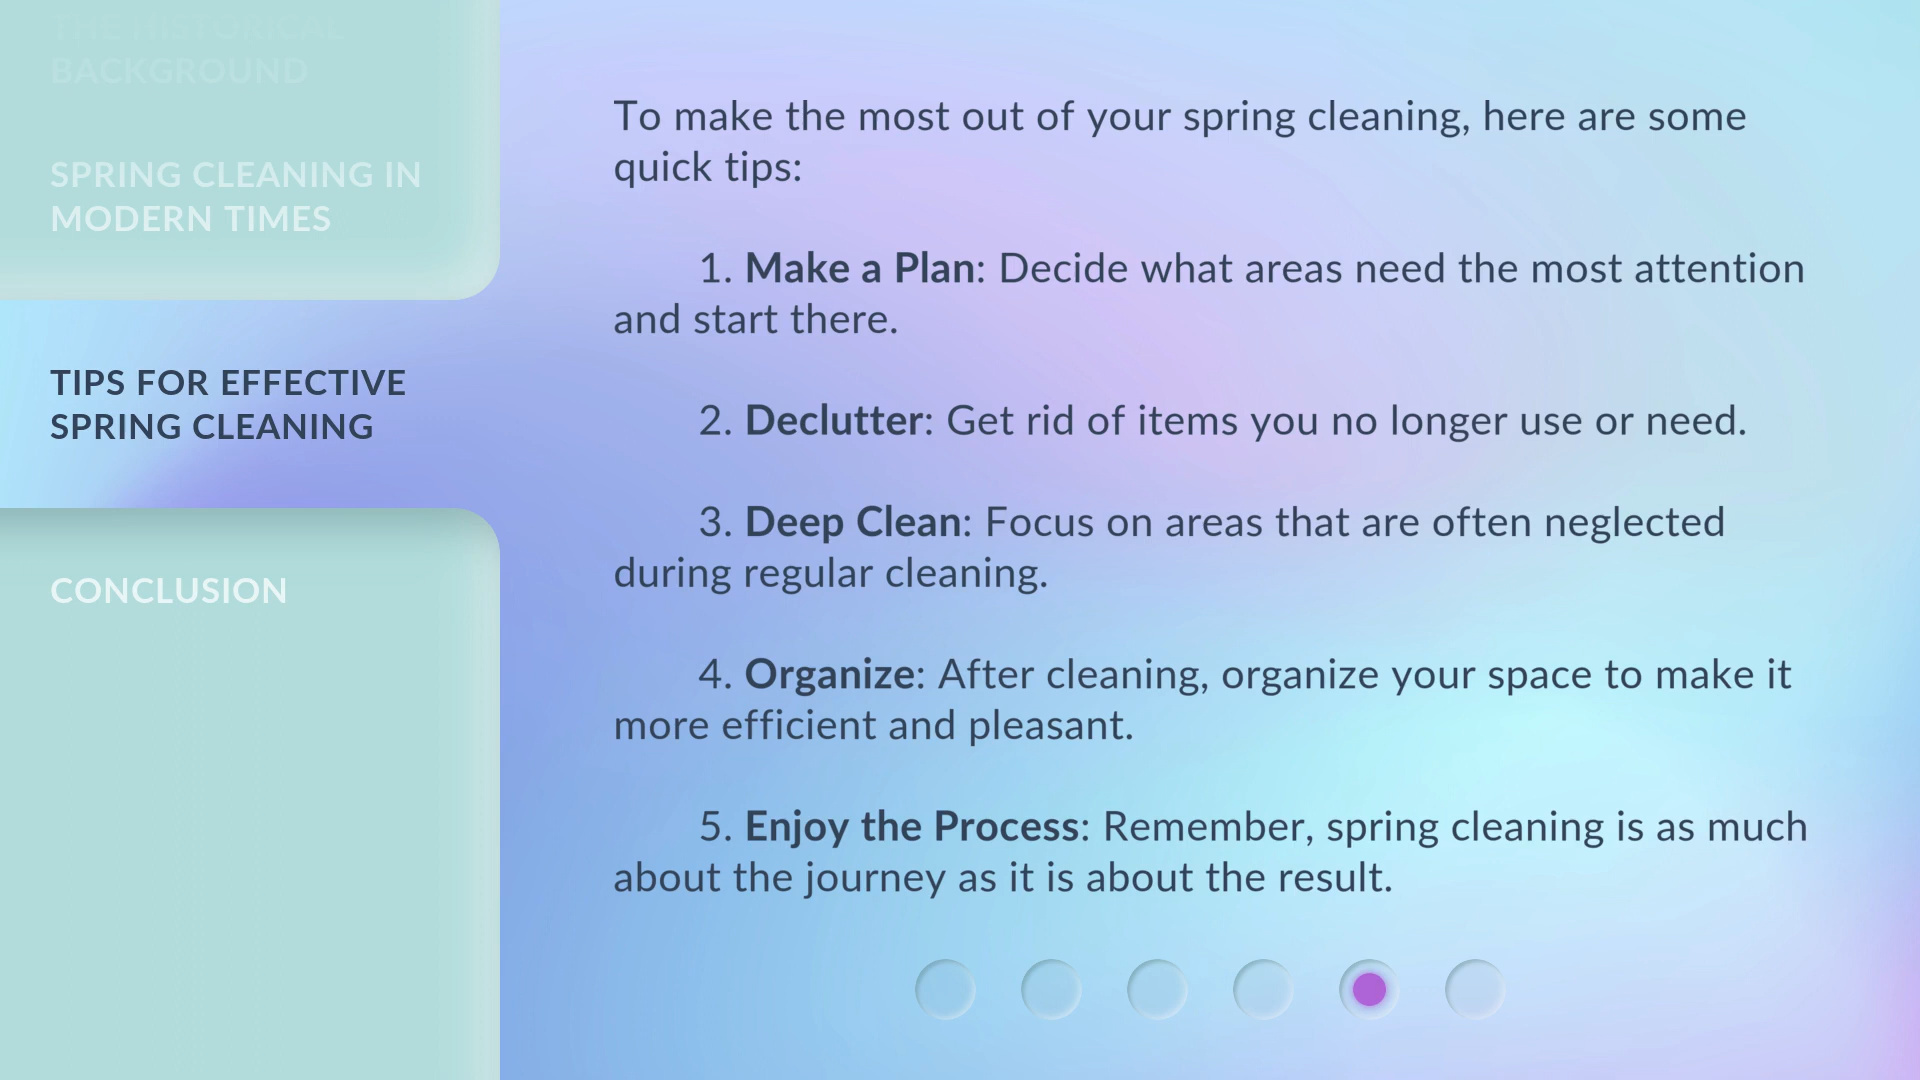 THE HISTORICAL
BACKGROUND
SPRING CLEANING IN
MODERN TIMES
TIPS FOR EFFECTIVE
SPRING CLEANING
CONCLUSION
To make the most out of your spring cleaning, here are some
quick tips:
1. Make a Plan: Decide what areas need the most attention
and start there.
2. Declutter: Get rid of items you no longer use or need.
3. Deep Clean: Focus on areas that are often neglected
during regular cleaning.
4. Organize: After cleaning, organize your space to make it
more efficient and pleasant.
5. Enjoy the Process: Remember, spring cleaning is as much
about the journey as it is about the result.